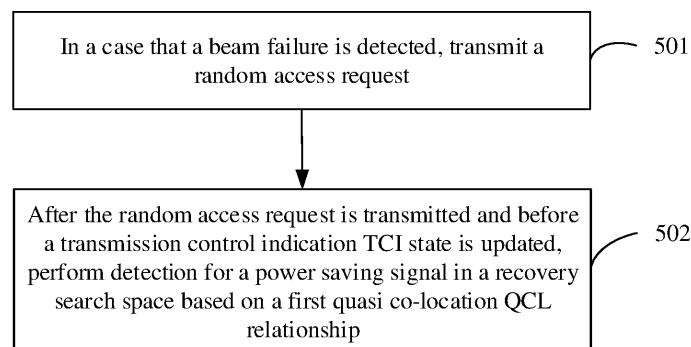 In a case that a beam failure is detected, transmit a
random access request
501
After the random access request is transmitted and before
a transmission control indication TCI state is updated,
perform detection for a power saving signal in a recovery
search space based on a first quasi co-location QCL
relationship
502